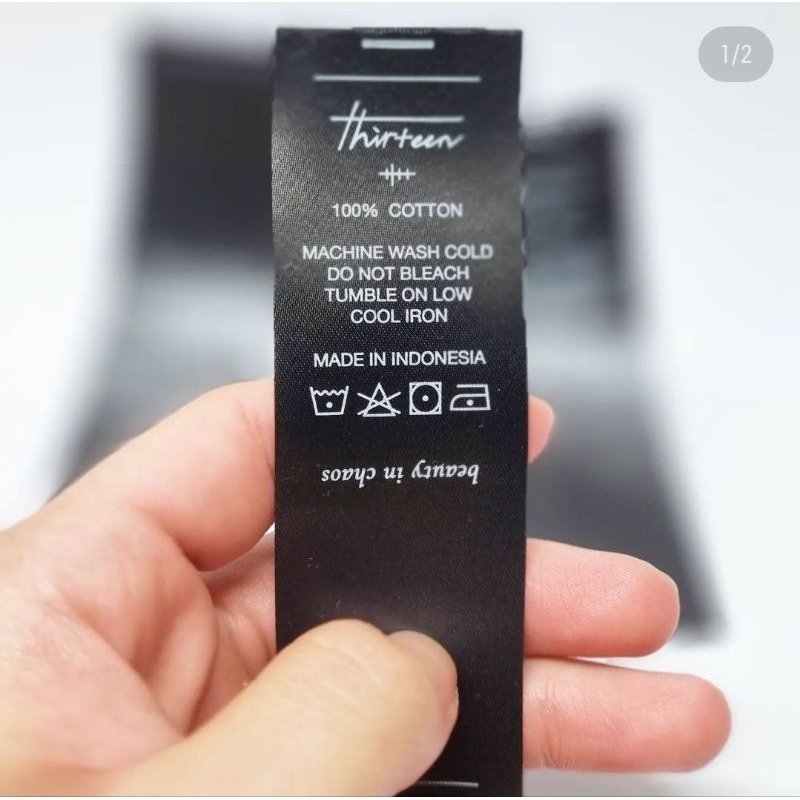 1/2
thirteen
100% COTTON
MACHINE WASH COLD
DO NOT BLEACH
TUMBLE ON LOW
COOL IRON
MADE IN INDONESIA
beauty in chaos